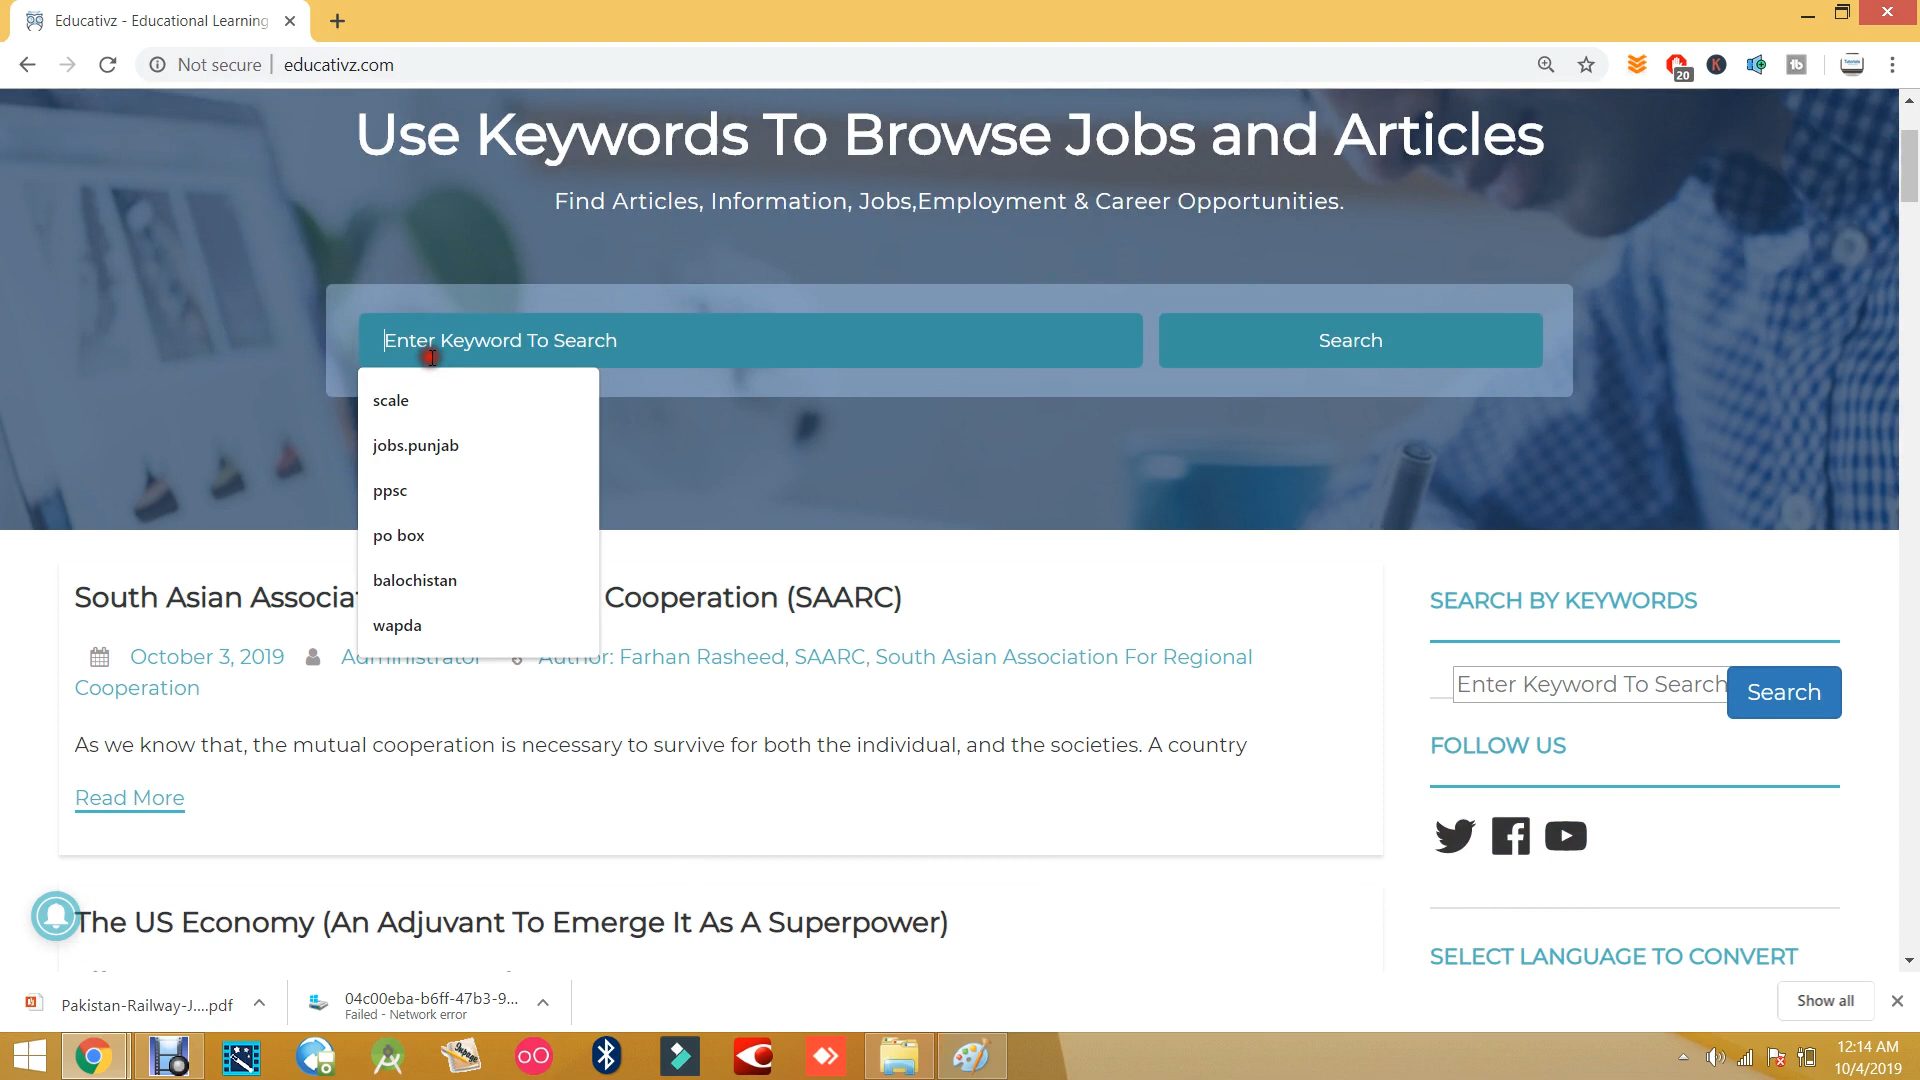 Educativz - Educational Learning
Not secure
educativz.com
20
K
tb
Use Keywords To Browse Jobs and Articles
Find Articles, Information, Jobs,Employment & Career Opportunities.
Enter Keyword To Search
Search
scale
jobs.punjab
ppsc
po box
balochistan
wapda
South Asian Associa
Cooperation (SAARC)
October 3, 2019
Administrator
Author: Farhan Rasheed, SAARC, South Asian Association For Regional
Cooperation
As we know that, the mutual cooperation is necessary to survive for both the individual, and the societies. A country
Read More
The US Economy (An Adjuvant To Emerge It As A Superpower)
SEARCH BY KEYWORDS
Enter Keyword To Search
Search
FOLLOW US
SELECT LANGUAGE TO CONVERT
Pakistan-Railway-J....pdf
04c00eba-b6ff-47b3-9...
Failed - Network error
Show all
12:14 AM
10/4/2019